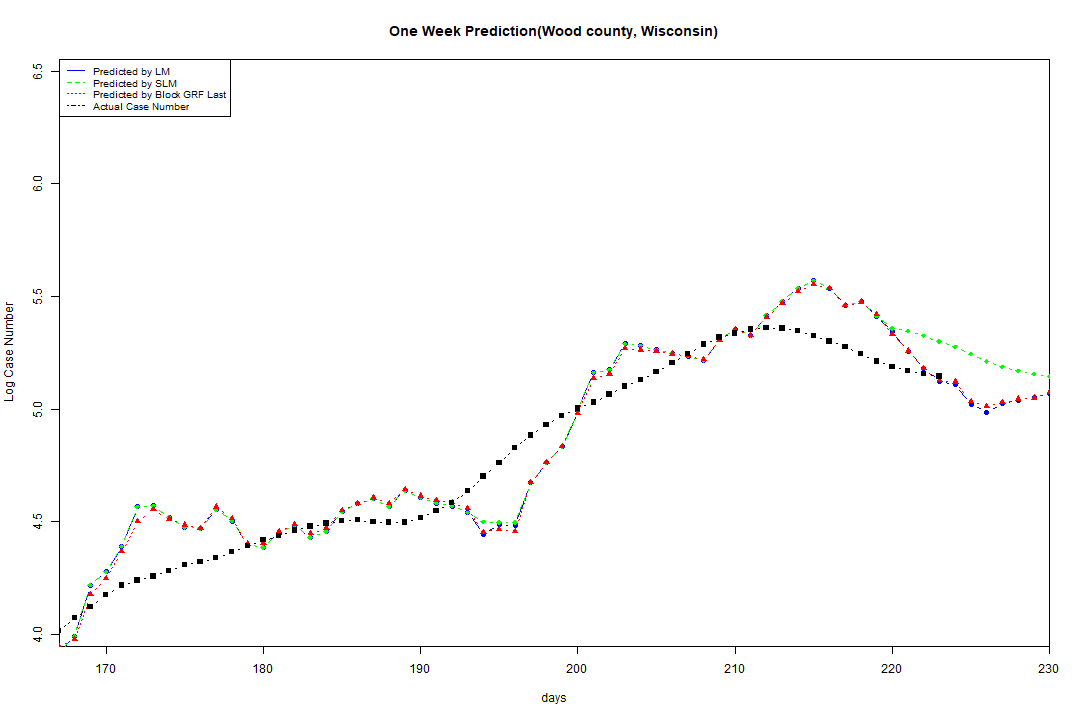 One Week Prediction(Wood county, Wisconsin)
Predicted by LM
Predicted by SLM
Predicted by Block GRF Last
Actual Case Number
6.5
6.0
5.5
5.0
4.5
4.0
Log Case Number
170 180 190 200 210 220 230
days